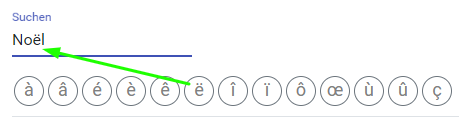 Suchen
Noël
à â é è ê ë î ï ô œ ù û ç